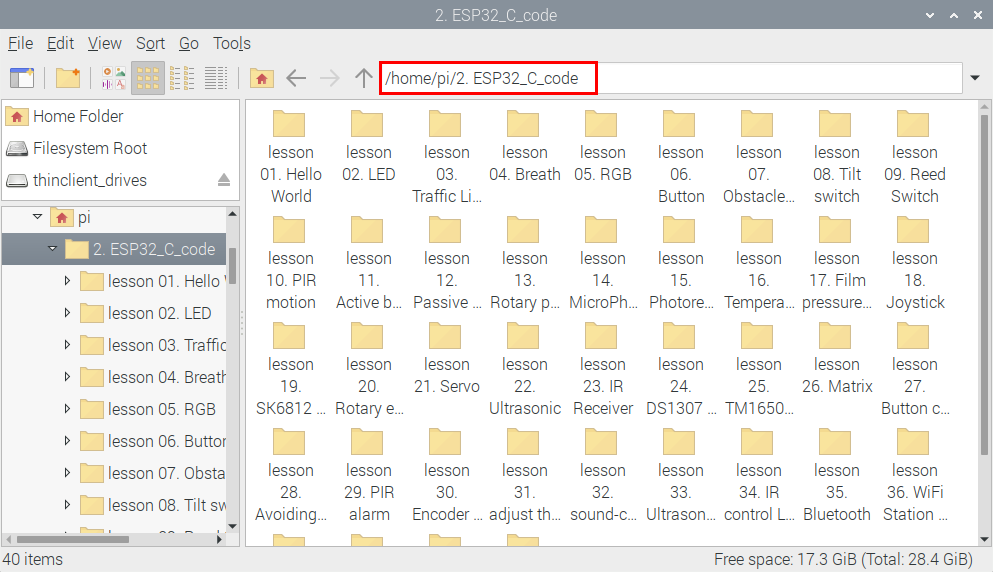 2. ESP32_C_code
File Edit View Sort Go Tools
/home/pi/2. ESP32_C_code
Home Folder
Filesystem Root
thinclient_drives
pi
2. ESP32_C_code
lesson 01. Hello
lesson 02. LED
lesson 03. Traffic
lesson 04. Breath
lesson 05. RGB
lesson 06. Button
lesson 07. Obsta
lesson 08. Tilt sw
lesson lesson lesson lesson lesson lesson lesson lesson lesson
01. Hello 02. LED 03. 04. Breath 05. RGB 06. 07. 08. Tilt 09. Reed
World Traffic Li... Button Obstacle... switch Switch
lesson lesson lesson lesson lesson lesson lesson lesson lesson
10. PIR 11. 12. 13. 14. 15. 16. 17. Film 18.
motion Active b... Passive ... Rotary p... MicroPh... Photore... Tempera... pressure... Joystick
lesson lesson lesson lesson lesson lesson lesson lesson lesson
19. 20. 21. Servo 22. 23. IR 24. 25. 26. Matrix 27.
SK6812 ... Rotary e... Ultrasonic Receiver DS1307 ... TM1650... Button c...
lesson lesson lesson lesson lesson lesson lesson lesson lesson
28. 29. PIR 30. 31. 32. 33. 34. IR 35. 36. WiFi
Avoiding... alarm Encoder ... adjust th... sound-c... Ultrason... control L... Bluetooth Station ...
40 items
Free space: 17.3 GiB (Total: 28.4 GiB)